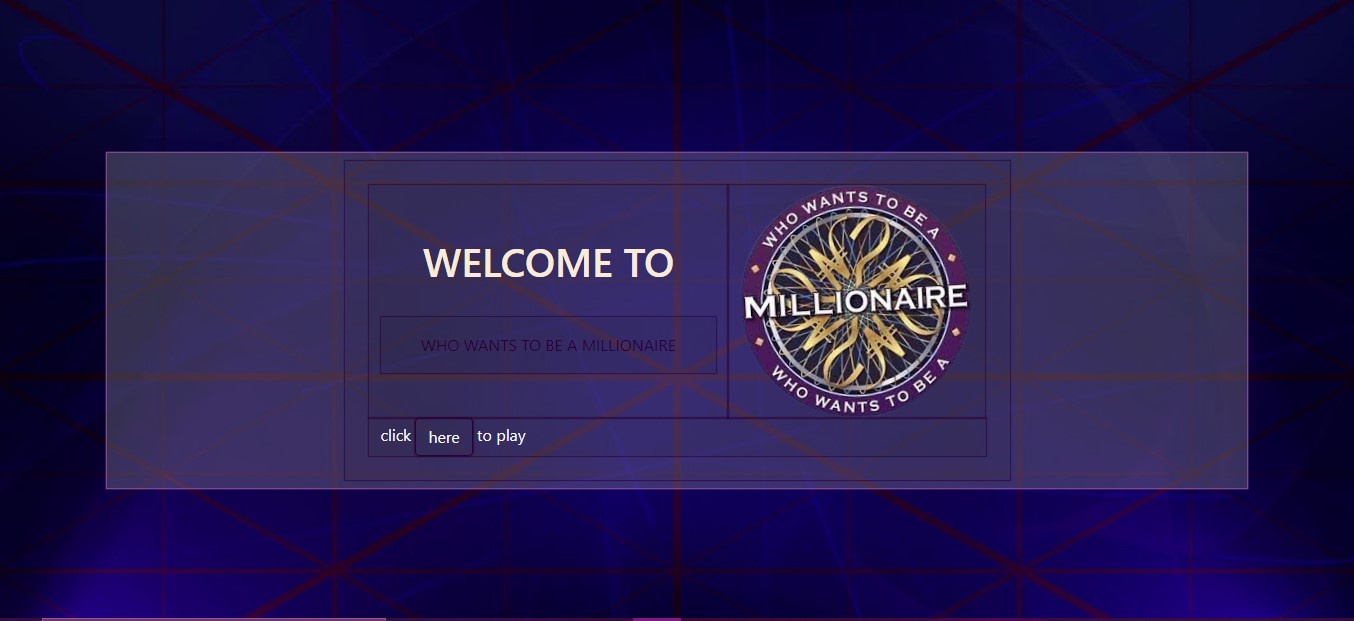 WELCOME TO
WHO WANTS TO BE A MILLIONAIRE
click here to play
WHO WANTS TO BE A
MILLIONAIRE
WHO WANTS TO BE A